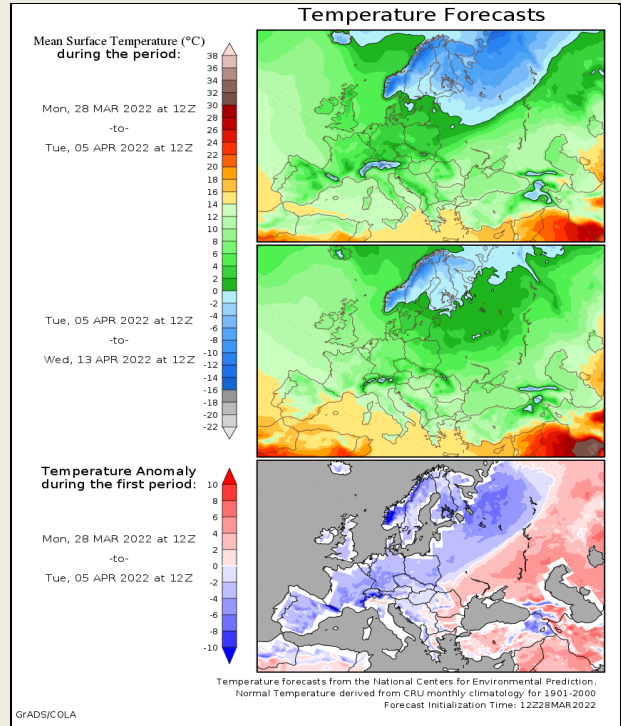 Temperature Forecasts
Mean Surface Temperature (°C)
during the period:
38
36
34
32
30
28
26
24
22
20
18
16
14
12
10
8
6
4
2
0
-2
-4
-6
-8
-10
-12
-14
-16
-18
-20
-22
Mon, 28 MAR 2022 at 12Z
-to-
Tue, 05 APR 2022 at 12Z
Tue, 05 APR 2022 at 12Z
-to-
Wed, 13 APR 2022 at 12Z
Temperature Anomaly
during the first period:
10
8
6
4
2
0
-2
-4
-6
-8
-10
Mon, 28 MAR 2022 at 12Z
-to-
Tue, 05 APR 2022 at 12Z
Temperature forecasts from the National Centers for Environmental Prediction.
Normal Temperature derived from CRU monthly climatology for 1901-2000
Forecast Initialization Time: 12Z28MAR2022
GrADS/COLA